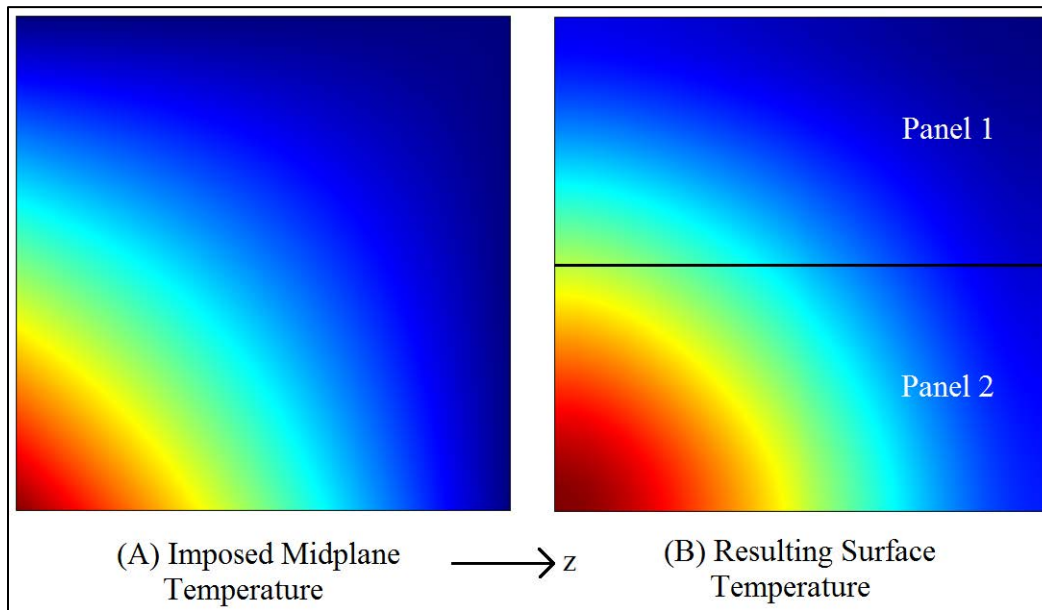 Panel 1
Panel 2
(A) Imposed Midplane
Temperature
z
(B) Resulting Surface
Temperature